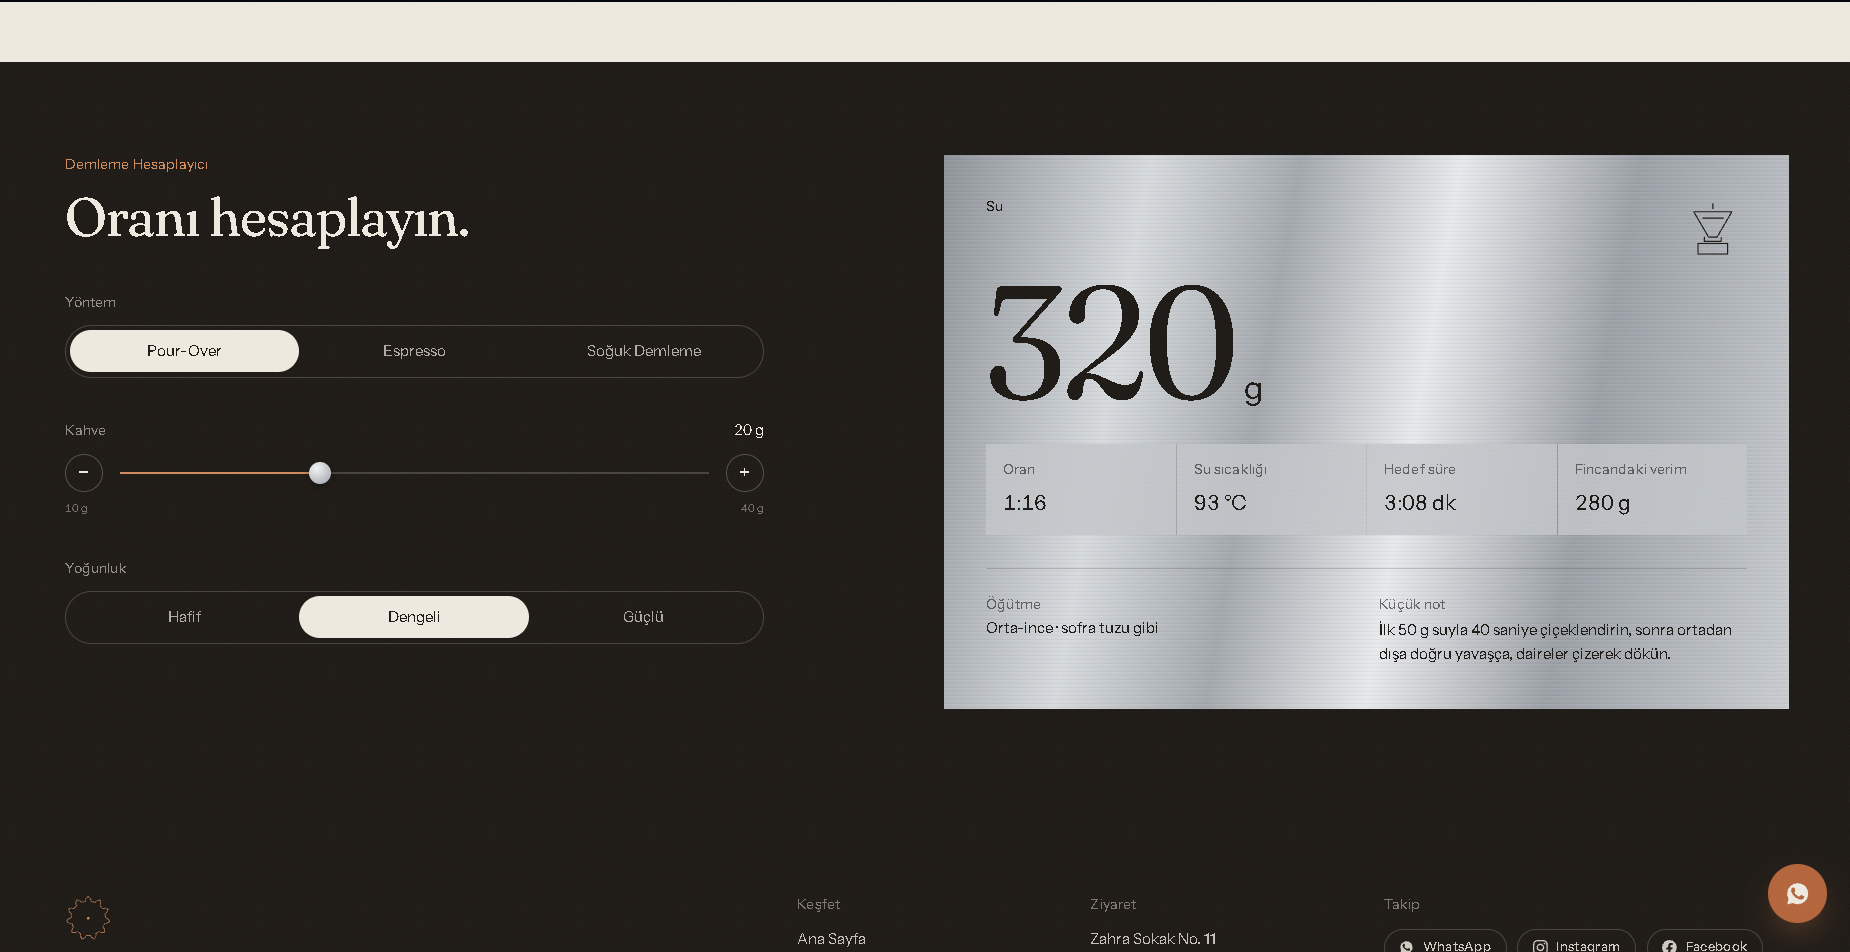 Demleme Hesaplayıcı
Oranı hesaplayın.
Yöntem
Pour-Over
Espresso
Soğuk Demleme
Kahve
20 g
−
+
10 g
40 g
Yoğunluk
Hafif
Dengeli
Güçlü
Su
320 g
Oran
1:16
Su sıcaklığı
93 °C
Hedef süre
3:08 dk
Fincandaki verim
280 g
Öğütme
Orta-ince · sofra tuzu gibi
Küçük not
İlk 50 g suyla 40 saniye çiçeklendirin, sonra ortadan
dışa doğru yavaşça, daireler çizerek dökün.
Keşfet
Ana Sayfa
Ziyaret
Zahra Sokak No. 11
Takip
WhatsApp
Instagram
Facebook